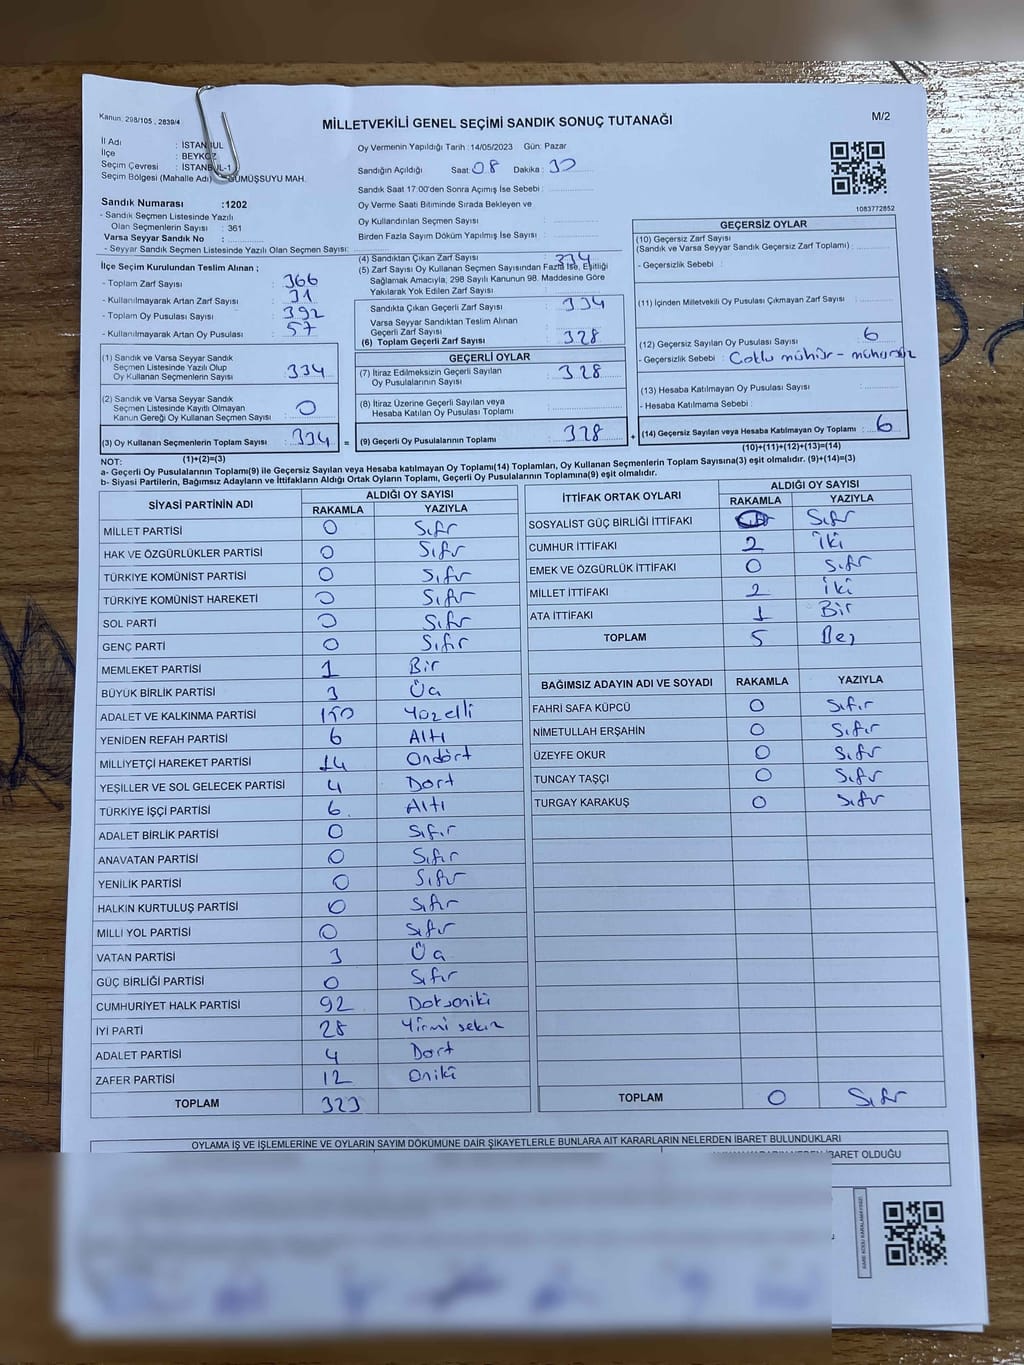 Kanun: 298/105 , 2839/4
MİLLETVEKİLİ GENEL SEÇİMİ SANDIK SONUÇ TUTANAĞI
M/2
İl Adı : İSTANBUL
İlçe : BEYKOZ
Seçim Çevresi : İSTANBUL-1
Seçim Bölgesi (Mahalle Adı) : GÜMÜŞSUYU MAH.
Sandık Numarası : 1202
- Sandık Seçmen Listesinde Yazılı
Olan Seçmenlerin Sayısı : 361
Varsa Seyyar Sandık No :
- Seyyar Sandık Seçmen Listesinde Yazılı Olan Seçmen Sayısı:
Oy Vermenin Yapıldığı Tarih : 14/05/2023 Gün: Pazar
Sandığın Açıldığı Saat : 08 Dakika : 30
Sandık Saat 17:00'den Sonra Açımış İse Sebebi :
Oy Verme Saati Bitiminde Sırada Bekleyen ve
Oy Kullandırılan Seçmen Sayısı :
Birden Fazla Sayım Döküm Yapılmış İse Sayısı :
1083772852
İlçe Seçim Kurulundan Teslim Alınan ;
- Toplam Zarf Sayısı : 366
- Kullanılmayarak Artan Zarf Sayısı : 31
- Toplam Oy Pusulası Sayısı : 392
- Kullanılmayarak Artan Oy Pusulası : 57
(1) Sandık ve Varsa Seyyar Sandık
Seçmen Listesinde Yazılı Olup
Oy Kullanan Seçmenlerin Sayısı : 334
(2) Sandık ve Varsa Seyyar Sandık
Seçmen Listesinde Kayıtlı Olmayan
Kanun Gereği Oy Kullanan Seçmen Sayısı : 0
(3) Oy Kullanan Seçmenlerin Toplam Sayısı : 334
(1)+(2)=(3)
(4) Sandıktan Çıkan Zarf Sayısı : 334
(5) Zarf Sayısı Oy Kullanan Seçmen Sayısından Fazla İse, Eşitliği
Sağlamak Amacıyla, 298 Sayılı Kanunun 98. Maddesine Göre
Yakılarak Yok Edilen Zarf Sayısı :
Sandıkta Çıkan Geçerli Zarf Sayısı : 334
Varsa Seyyar Sandıktan Teslim Alınan
Geçerli Zarf Sayısı :
(6) Toplam Geçerli Zarf Sayısı : 328
GEÇERLİ OYLAR
(7) İtiraz Edilmeksizin Geçerli Sayılan
Oy Pusulalarının Sayısı : 328
(8) İtiraz Üzerine Geçerli Sayılan veya
Hesaba Katılan Oy Pusulası Toplamı :
= (9) Geçerli Oy Pusulalarının Toplamı : 328
GEÇERSİZ OYLAR
(10) Geçersiz Zarf Sayısı
(Sandık ve Varsa Seyyar Sandık Geçersiz Zarf Toplamı) :
- Geçersizlik Sebebi :
(11) İçinden Milletvekili Oy Pusulası Çıkmayan Zarf Sayısı :
(12) Geçersiz Sayılan Oy Pusulası Sayısı : 6
- Geçersizlik Sebebi : Çoklu mühür - mühürsüz
(13) Hesaba Katılmayan Oy Pusulası Sayısı :
- Hesaba Katılmama Sebebi :
+ (14) Geçersiz Sayılan veya Hesaba Katılmayan Oy Toplamı : 6
(10)+(11)+(12)+(13)=(14)
NOT:
a- Geçerli Oy Pusulalarının Toplamı(9) ile Geçersiz Sayılan veya Hesaba katılmayan Oy Toplamı(14) Toplamları, Oy Kullanan Seçmenlerin Toplam Sayısına(3) eşit olmalıdır. (9)+(14)=(3)
b- Siyasi Partilerin, Bağımsız Adayların ve İttifakların Aldığı Ortak Oyların Toplamı, Geçerli Oy Pusulalarının Toplamına(9) eşit olmalıdır.
SİYASİ PARTİNİN ADI ALDIĞI OY SAYISI
RAKAMLA YAZIYLA
MİLLET PARTİSİ 0 Sıfır
HAK VE ÖZGÜRLÜKLER PARTİSİ 0 Sıfır
TÜRKİYE KOMÜNİST PARTİSİ 0 Sıfır
TÜRKİYE KOMÜNİST HAREKETİ 0 Sıfır
SOL PARTİ 0 Sıfır
GENÇ PARTİ 0 Sıfır
MEMLEKET PARTİSİ 1 Bir
BÜYÜK BİRLİK PARTİSİ 3 Üç
ADALET VE KALKINMA PARTİSİ 150 Yüzelli
YENİDEN REFAH PARTİSİ 6 Altı
MİLLİYETÇİ HAREKET PARTİSİ 14 Ondört
YEŞİLLER VE SOL GELECEK PARTİSİ 4 Dört
TÜRKİYE İŞÇİ PARTİSİ 6 Altı
ADALET BİRLİK PARTİSİ 0 Sıfır
ANAVATAN PARTİSİ 0 Sıfır
YENİLİK PARTİSİ 0 Sıfır
HALKIN KURTULUŞ PARTİSİ 0 Sıfır
MİLLİ YOL PARTİSİ 0 Sıfır
VATAN PARTİSİ 3 Üç
GÜÇ BİRLİĞİ PARTİSİ 0 Sıfır
CUMHURİYET HALK PARTİSİ 92 Doksaniki
İYİ PARTİ 28 Yirmi sekiz
ADALET PARTİSİ 4 Dört
ZAFER PARTİSİ 12 Oniki
TOPLAM 323
İTTİFAK ORTAK OYLARI ALDIĞI OY SAYISI
RAKAMLA YAZIYLA
SOSYALİST GÜÇ BİRLİĞİ İTTİFAKI Sıfır
CUMHUR İTTİFAKI 2 İki
EMEK VE ÖZGÜRLÜK İTTİFAKI 0 Sıfır
MİLLET İTTİFAKI 2 İki
ATA İTTİFAKI 1 Bir
TOPLAM 5 Beş
BAĞIMSIZ ADAYIN ADI VE SOYADI RAKAMLA YAZIYLA
FAHRİ SAFA KÜPCÜ 0 Sıfır
NİMETULLAH ERŞAHİN 0 Sıfır
ÜZEYFE OKUR 0 Sıfır
TUNCAY TAŞÇI 0 Sıfır
TURGAY KARAKUŞ 0 Sıfır
TOPLAM 0 Sıfır
OYLAMA İŞ VE İŞLEMLERİNE VE OYLARIN SAYIM DÖKÜMÜNE DAİR ŞİKAYETLERLE BUNLARA AİT KARARLARIN NELERDEN İBARET BULUNDUKLARI
İBARET OLDUĞU